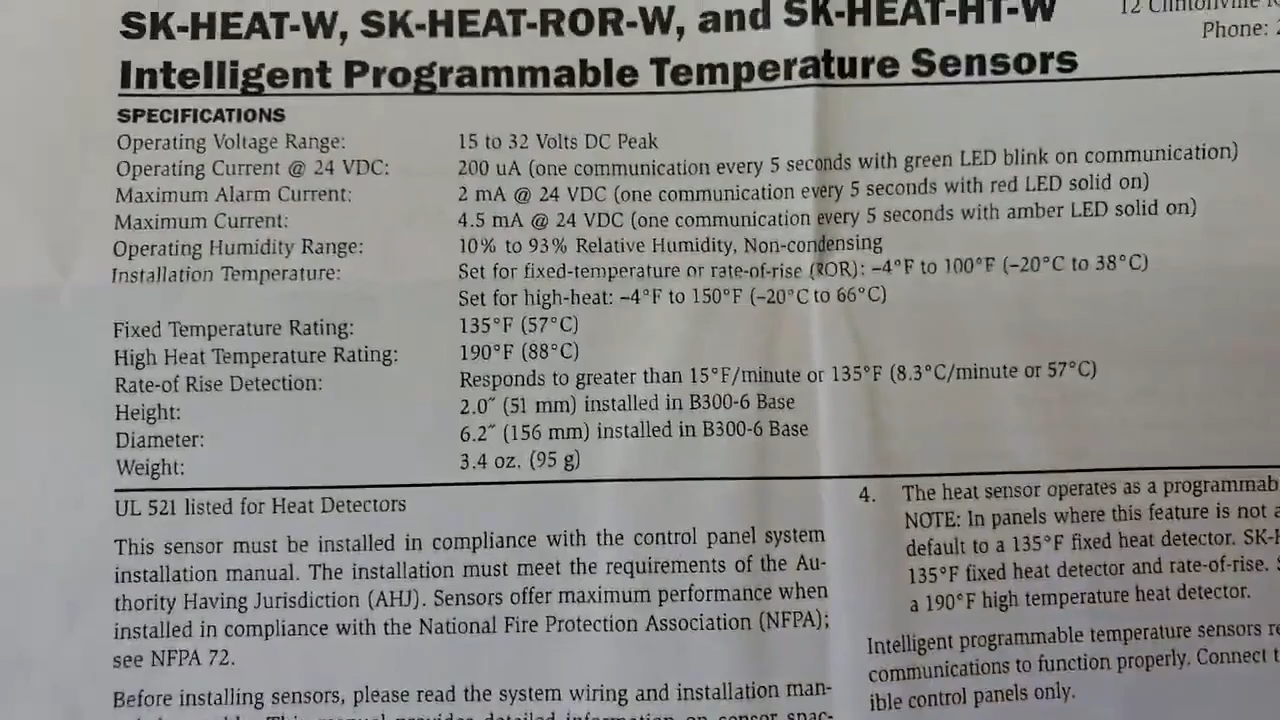 SK-HEAT-W, SK-HEAT-ROR-W, and SK-HEAT-HT-W
12 Clintonville
Phone:
Intelligent Programmable Temperature Sensors
SPECIFICATIONS
Operating Voltage Range: 15 to 32 Volts DC Peak
Operating Current @ 24 VDC: 200 uA (one communication every 5 seconds with green LED blink on communication)
Maximum Alarm Current: 2 mA @ 24 VDC (one communication every 5 seconds with red LED solid on)
Maximum Current: 4.5 mA @ 24 VDC (one communication every 5 seconds with amber LED solid on)
Operating Humidity Range: 10% to 93% Relative Humidity, Non-condensing
Installation Temperature: Set for fixed-temperature or rate-of-rise (ROR): –4°F to 100°F (–20°C to 38°C)
Set for high-heat: –4°F to 150°F (–20°C to 66°C)
Fixed Temperature Rating: 135°F (57°C)
High Heat Temperature Rating: 190°F (88°C)
Rate-of Rise Detection: Responds to greater than 15°F/minute or 135°F (8.3°C/minute or 57°C)
Height: 2.0″ (51 mm) installed in B300-6 Base
Diameter: 6.2″ (156 mm) installed in B300-6 Base
Weight: 3.4 oz. (95 g)
UL 521 listed for Heat Detectors
This sensor must be installed in compliance with the control panel system
installation manual. The installation must meet the requirements of the Au-
thority Having Jurisdiction (AHJ). Sensors offer maximum performance when
installed in compliance with the National Fire Protection Association (NFPA);
see NFPA 72.
Before installing sensors, please read the system wiring and installation man-
4. The heat sensor operates as a programmab
NOTE: In panels where this feature is not a
default to a 135°F fixed heat detector. SK-H
135°F fixed heat detector and rate-of-rise.
a 190°F high temperature heat detector.
Intelligent programmable temperature sensors re
communications to function properly. Connect t
ible control panels only.